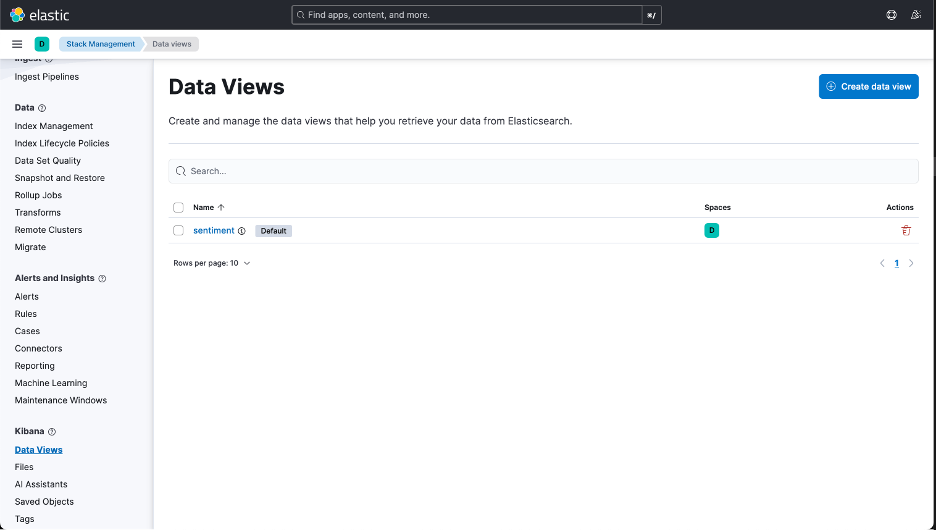 elastic
Find apps, content, and more.
⌘/
D
Stack Management
Data views
Ingest
Ingest Pipelines
Data
Index Management
Index Lifecycle Policies
Data Set Quality
Snapshot and Restore
Rollup Jobs
Transforms
Remote Clusters
Migrate
Alerts and Insights
Alerts
Rules
Cases
Connectors
Reporting
Machine Learning
Maintenance Windows
Kibana
Data Views
Files
AI Assistants
Saved Objects
Tags
Data Views
Create data view
Create and manage the data views that help you retrieve your data from Elasticsearch.
Search...
Name Spaces Actions
sentiment Default D
Rows per page: 10
1